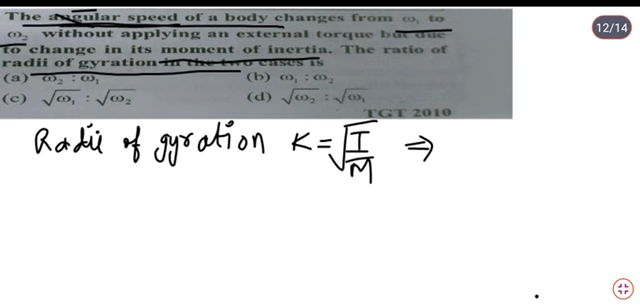 12/14
The angular speed of a body changes from ω₁ to
ω₂ without applying an external torque but due
to change in its moment of inertia. The ratio of
radii of gyration in the two cases is
(a) ω₂ : ω₁ (b) ω₁ : ω₂
(c) √ω₁ : √ω₂ (d) √ω₂ : √ω₁
TGT 2010
Radii of gyration K = √(I/M) ⇒